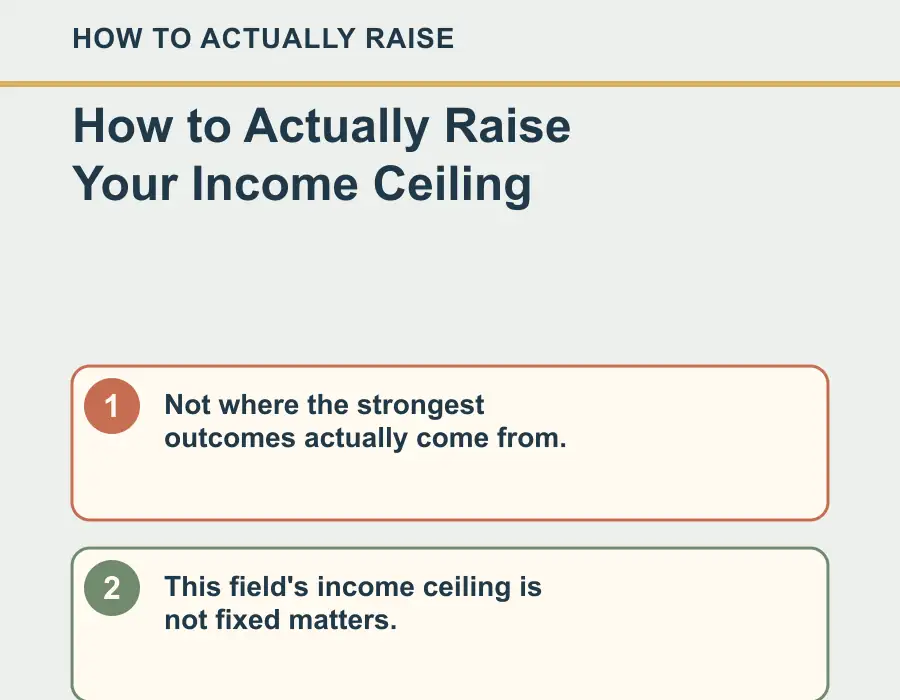 HOW TO ACTUALLY RAISE
How to Actually Raise
Your Income Ceiling
1
Not where the strongest
outcomes actually come from.
2
This field's income ceiling is
not fixed matters.